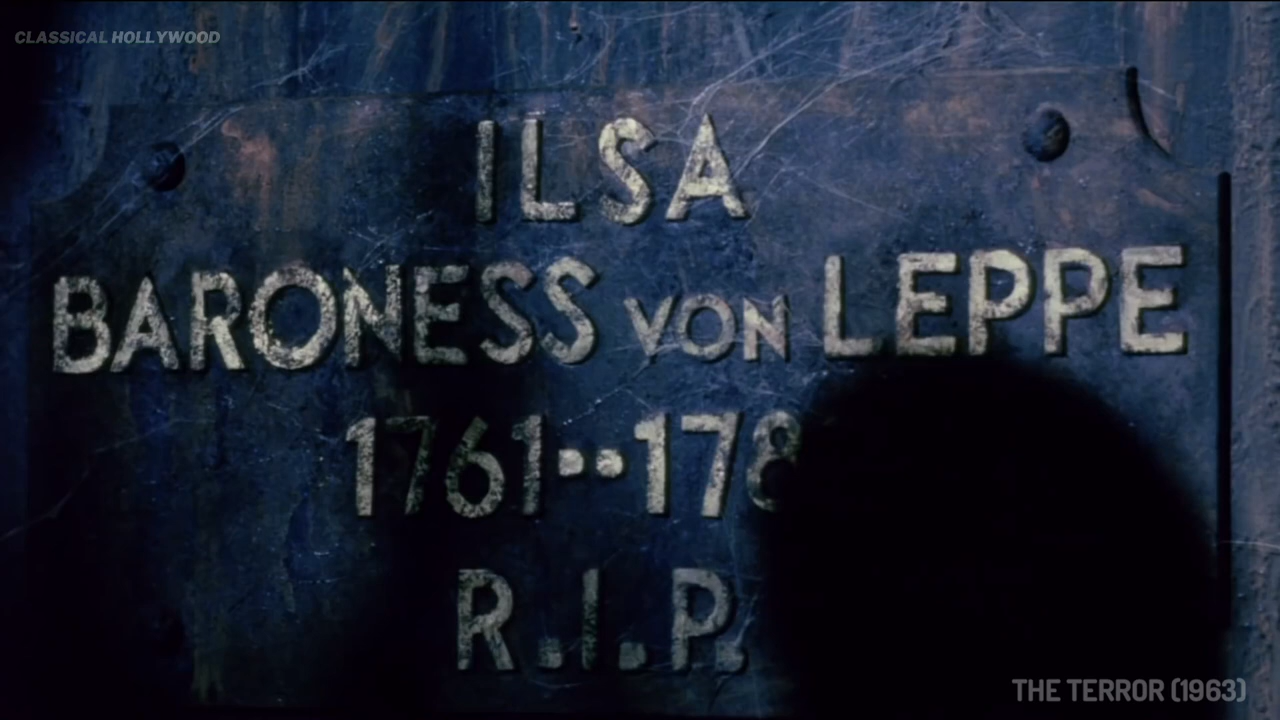 CLASSICAL HOLLYWOOD
ILSA
BARONESS VON LEPPE
1761--178
R.I.P.
THE TERROR (1963)